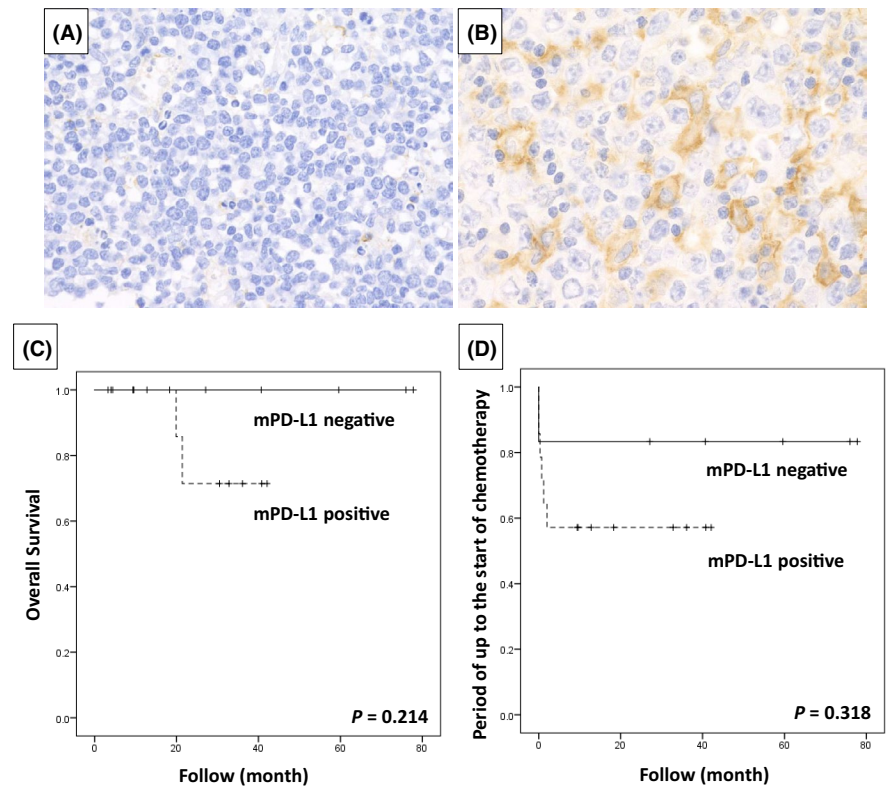 (A)
(B)
(C)
Overall Survival
1.0
0.8
0.6
0.4
0.2
0.0
mPD-L1 negative
mPD-L1 positive
P = 0.214
0 20 40 60 80
Follow (month)
(D)
Period of up to the start of chemotherapy
1.0
0.8
0.6
0.4
0.2
0.0
mPD-L1 negative
mPD-L1 positive
P = 0.318
0 20 40 60 80
Follow (month)